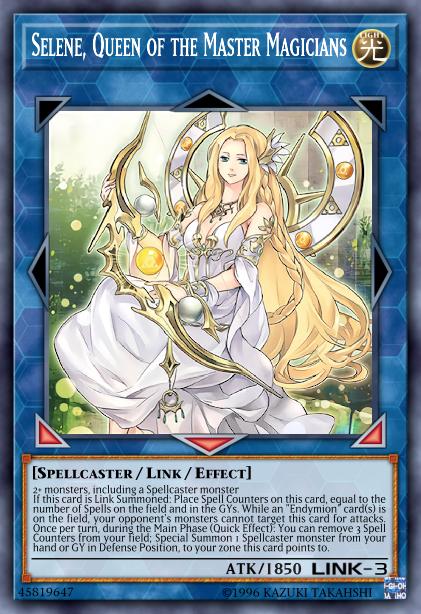 Selene, Queen of the Master Magicians
LIGHT
光
[Spellcaster / Link / Effect]
2+ monsters, including a Spellcaster monster
If this card is Link Summoned: Place Spell Counters on this card, equal to the
number of Spells on the field and in the GYs. While an "Endymion" card(s) is
on the field, your opponent's monsters cannot target this card for attacks.
Once per turn, during the Main Phase (Quick Effect): You can remove 3 Spell
Counters from your field; Special Summon 1 Spellcaster monster from your
hand or GY in Defense Position, to your zone this card points to.
ATK/1850 LINK-3
45819647 ©1996 KAZUKI TAKAHSHI